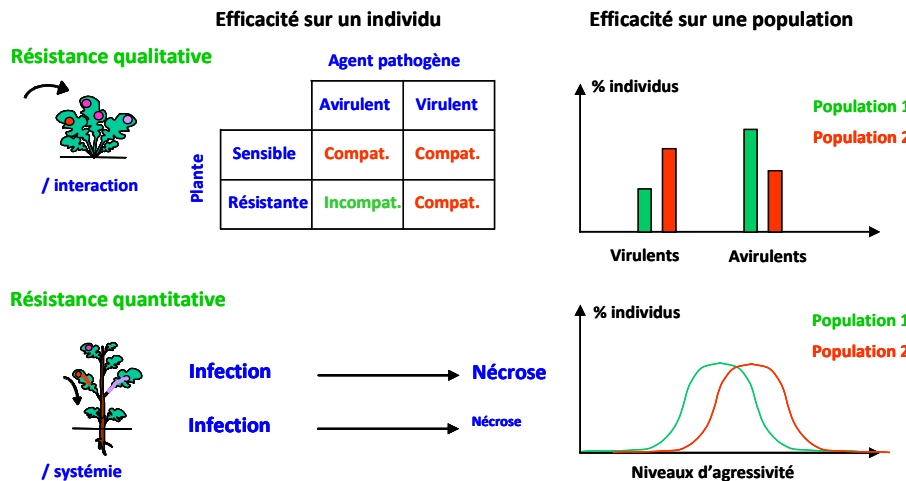 Efficacité sur un individu
Efficacité sur une population
Résistance qualitative
Agent pathogène
Avirulent
Virulent
Plante
Sensible
Compat.
Compat.
Résistante
Incompat.
Compat.
/ interaction
% individus
Population 1
Population 2
Virulents
Avirulents
Résistance quantitative
Infection
Nécrose
Infection
Nécrose
/ systémie
% individus
Population 1
Population 2
Niveaux d’agressivité